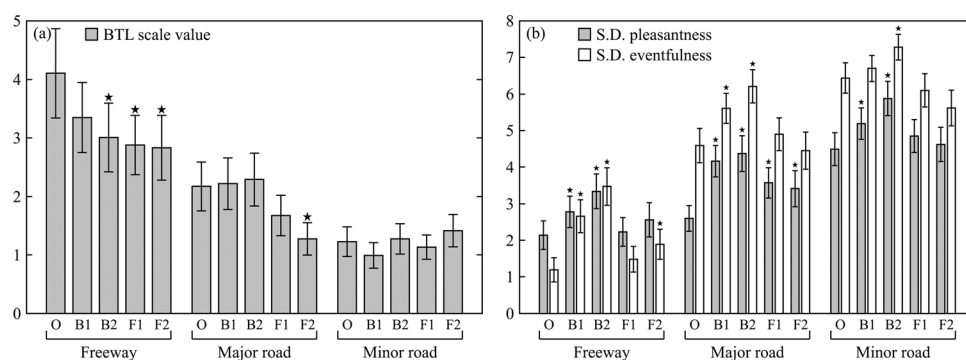 (a)
BTL scale value
5
4
3
2
1
0
★ ★ ★ ★
O B1 B2 F1 F2 O B1 B2 F1 F2 O B1 B2 F1 F2
Freeway Major road Minor road
(b)
S.D. pleasantness
S.D. eventfulness
8
7
6
5
4
3
2
1
0
O B1 B2 F1 F2 O B1 B2 F1 F2 O B1 B2 F1 F2
Freeway Major road Minor road